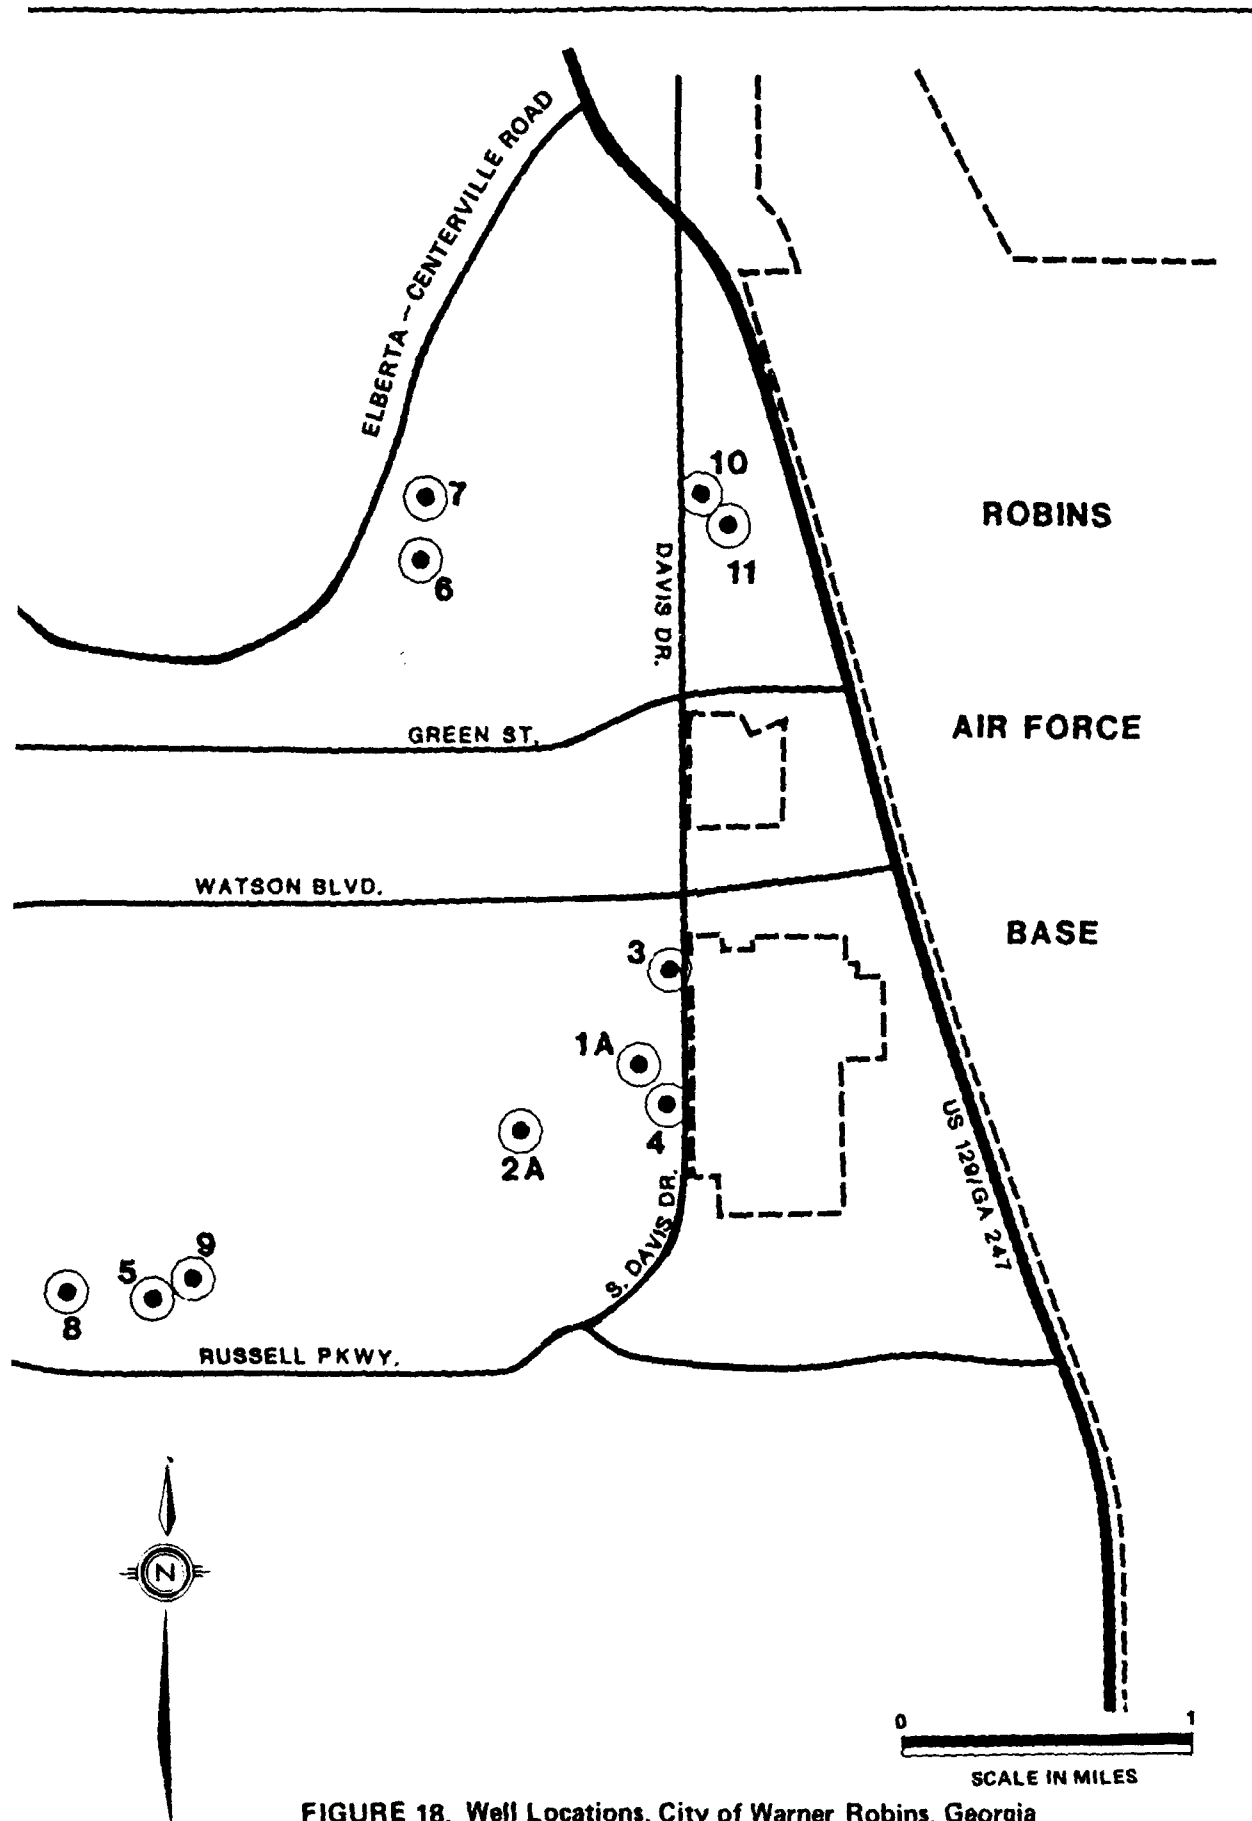 ELBERTA – CENTERVILLE ROAD
10
7
ROBINS
11
6
DAVIS DR.
AIR FORCE
GREEN ST.
WATSON BLVD.
BASE
3
1A
4
2A
US 129/GA 247
S. DAVIS DR.
9
5
8
RUSSELL PKWY.
N
0 1
SCALE IN MILES
FIGURE 18. Well Locations, City of Warner Robins, Georgia